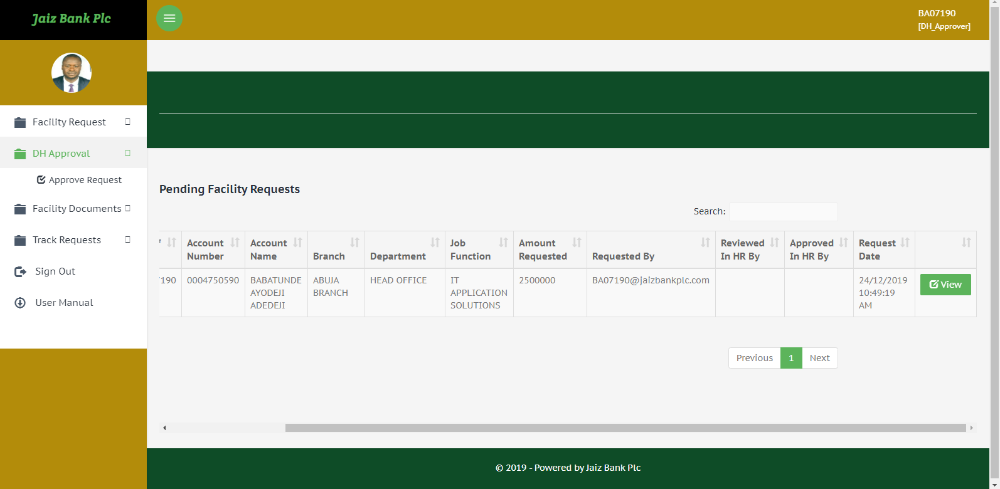 Jaiz Bank Plc
BA07190
[DH_Approver]
Facility Request
DH Approval
Approve Request
Facility Documents
Track Requests
Sign Out
User Manual
Pending Facility Requests
Search:
Account Number
Account Name
Branch
Department
Job Function
Amount Requested
Requested By
Reviewed In HR By
Approved In HR By
Request Date
7190
0004750590
BABATUNDE AYODEJI ADEDEJI
ABUJA BRANCH
HEAD OFFICE
IT APPLICATION SOLUTIONS
2500000
BA07190@jaizbankplc.com
24/12/2019 10:49:19 AM
View
Previous
1
Next
© 2019 - Powered by Jaiz Bank Plc